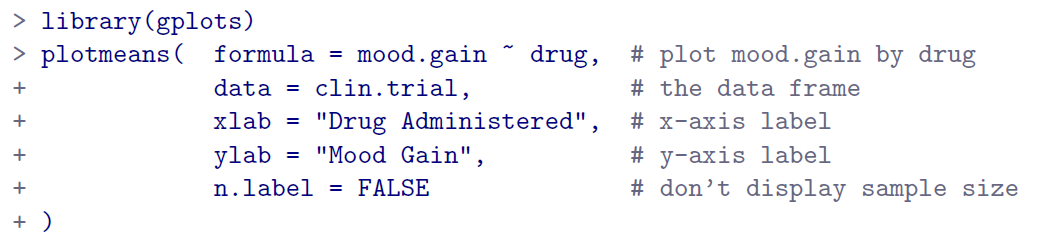 > library(gplots)
> plotmeans(  formula = mood.gain ~ drug,  # plot mood.gain by drug
+             data = clin.trial,           # the data frame
+             xlab = "Drug Administered",  # x-axis label
+             ylab = "Mood Gain",          # y-axis label
+             n.label = FALSE              # don’t display sample size
+ )